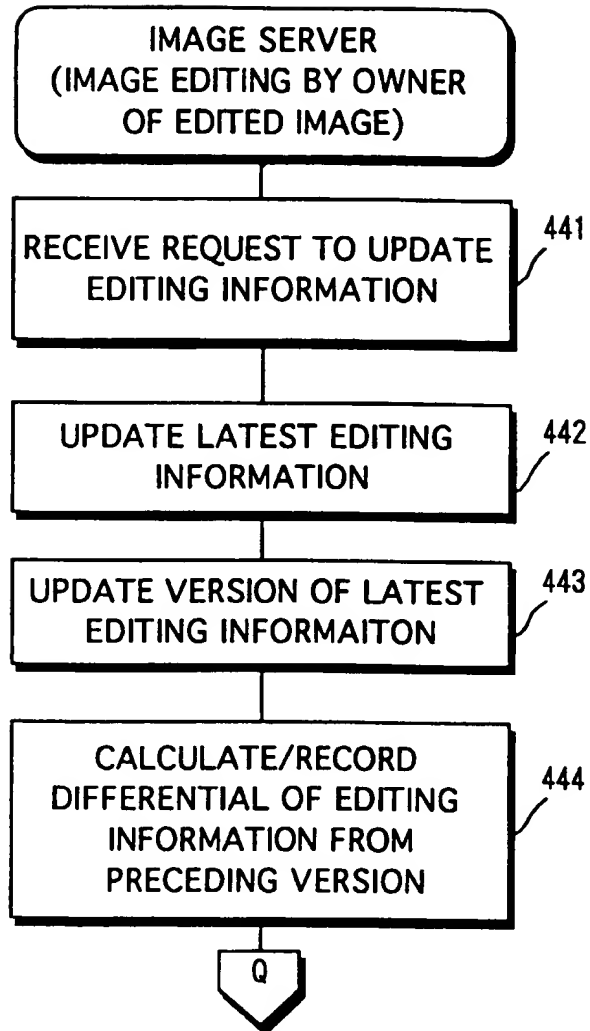 IMAGE SERVER
(IMAGE EDITING BY OWNER
OF EDITED IMAGE)
RECEIVE REQUEST TO UPDATE
EDITING INFORMATION
441
UPDATE LATEST EDITING
INFORMATION
442
UPDATE VERSION OF LATEST
EDITING INFORMAITON
443
CALCULATE/RECORD
DIFFERENTIAL OF EDITING
INFORMATION FROM
PRECEDING VERSION
444
Q